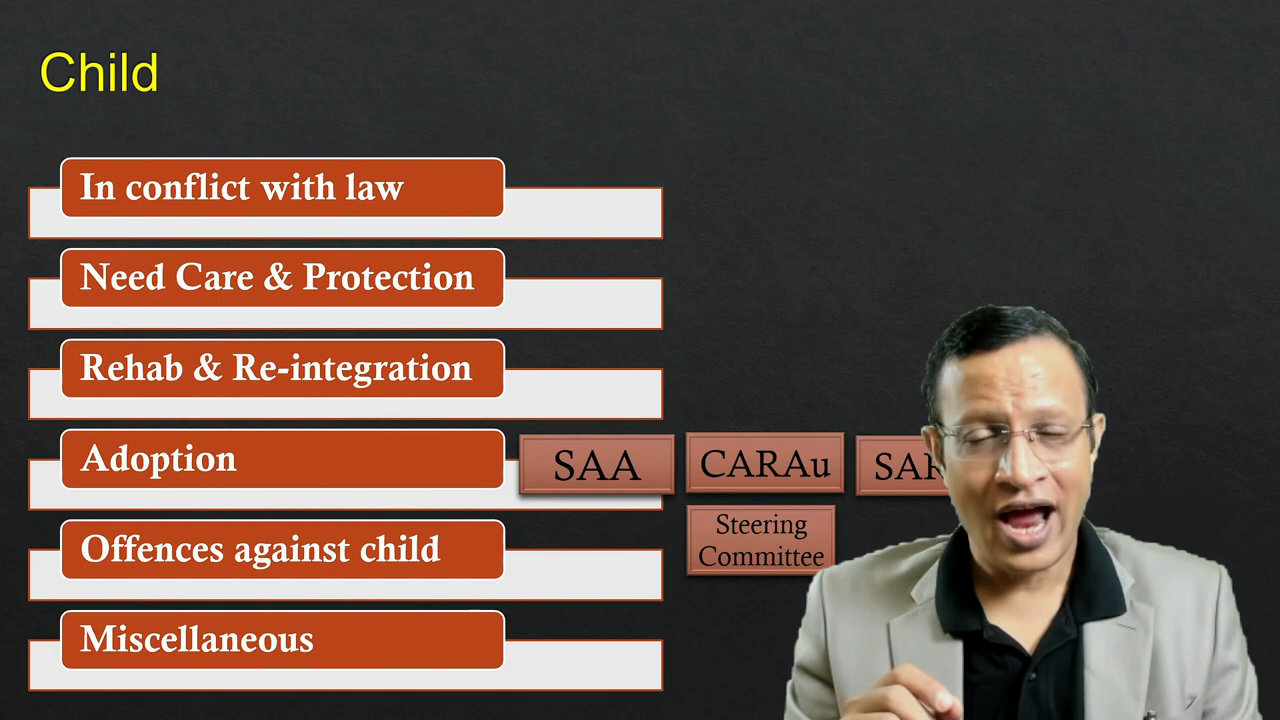 Child
In conflict with law
Need Care & Protection
Rehab & Re-integration
Adoption
SAA
CARAu
Steering
Committee
Offences against child
Miscellaneous